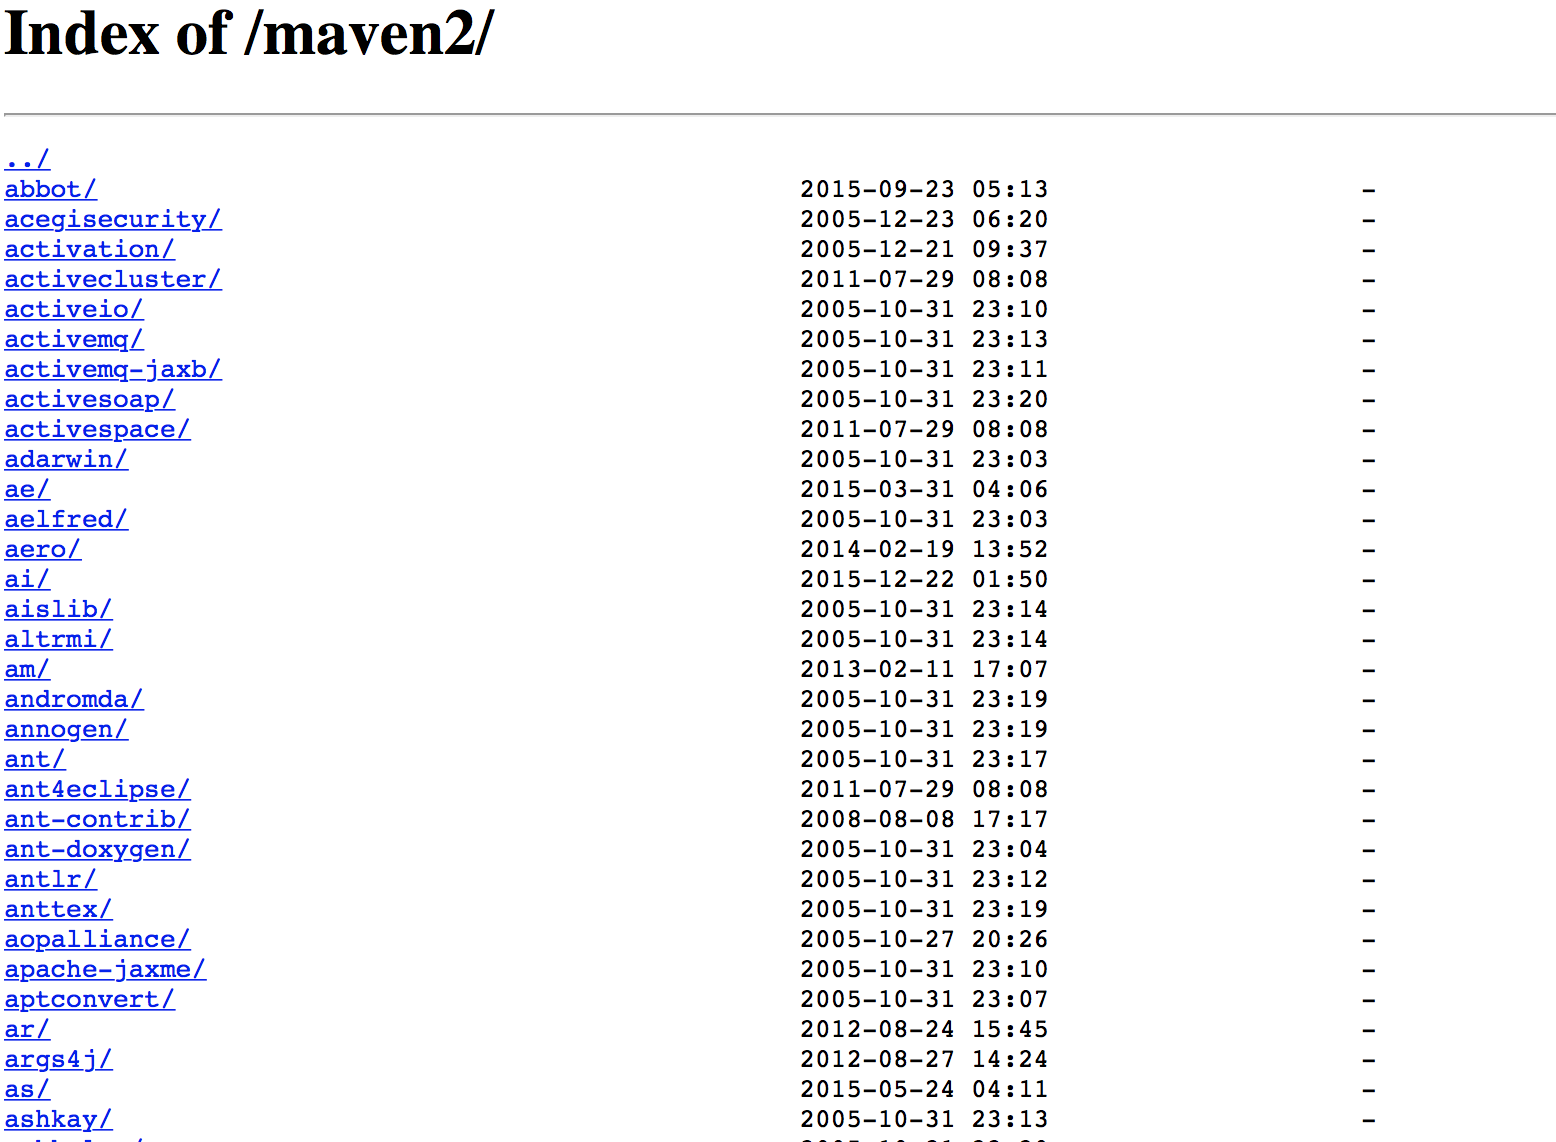 Index of /maven2/
../
abbot/ 2015-09-23 05:13 -
acegisecurity/ 2005-12-23 06:20 -
activation/ 2005-12-21 09:37 -
activecluster/ 2011-07-29 08:08 -
activeio/ 2005-10-31 23:10 -
activemq/ 2005-10-31 23:13 -
activemq-jaxb/ 2005-10-31 23:11 -
activesoap/ 2005-10-31 23:20 -
activespace/ 2011-07-29 08:08 -
adarwin/ 2005-10-31 23:03 -
ae/ 2015-03-31 04:06 -
aelfred/ 2005-10-31 23:03 -
aero/ 2014-02-19 13:52 -
ai/ 2015-12-22 01:50 -
aislib/ 2005-10-31 23:14 -
altrmi/ 2005-10-31 23:14 -
am/ 2013-02-11 17:07 -
andromda/ 2005-10-31 23:19 -
annogen/ 2005-10-31 23:19 -
ant/ 2005-10-31 23:17 -
ant4eclipse/ 2011-07-29 08:08 -
ant-contrib/ 2008-08-08 17:17 -
ant-doxygen/ 2005-10-31 23:04 -
antlr/ 2005-10-31 23:12 -
anttex/ 2005-10-31 23:19 -
aopalliance/ 2005-10-27 20:26 -
apache-jaxme/ 2005-10-31 23:10 -
aptconvert/ 2005-10-31 23:07 -
ar/ 2012-08-24 15:45 -
args4j/ 2012-08-27 14:24 -
as/ 2015-05-24 04:11 -
ashkay/ 2005-10-31 23:13 -